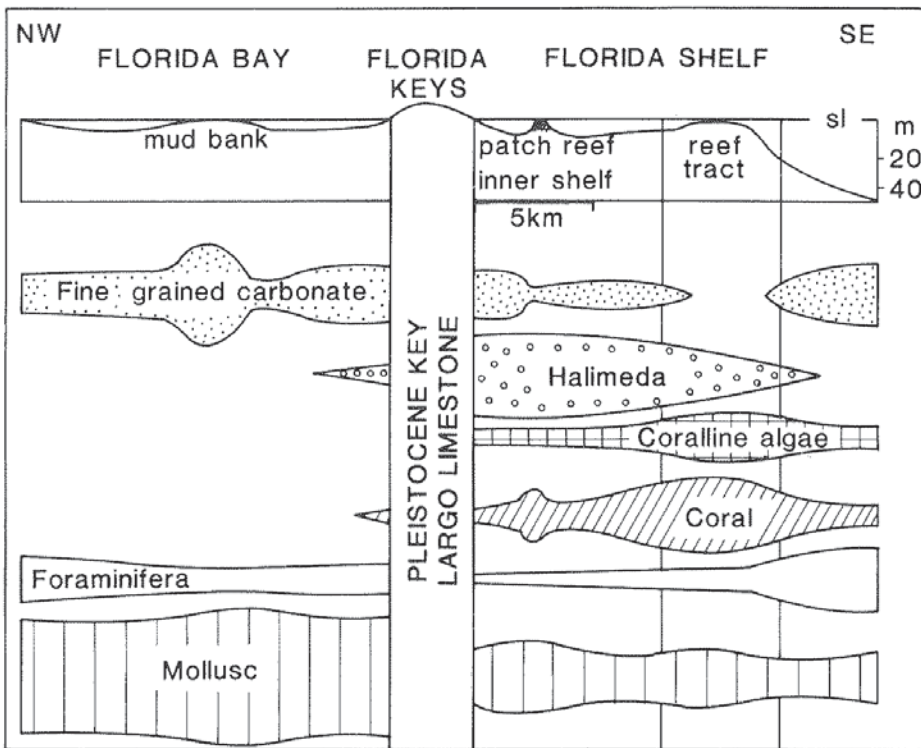 NW
SE
FLORIDA BAY
FLORIDA
KEYS
FLORIDA SHELF
sl
m
20
40
mud bank
patch reef
inner shelf
reef
tract
5km
Fine grained carbonate
PLEISTOCENE KEY
LARGO LIMESTONE
Halimeda
Coralline algae
Coral
Foraminifera
Mollusc